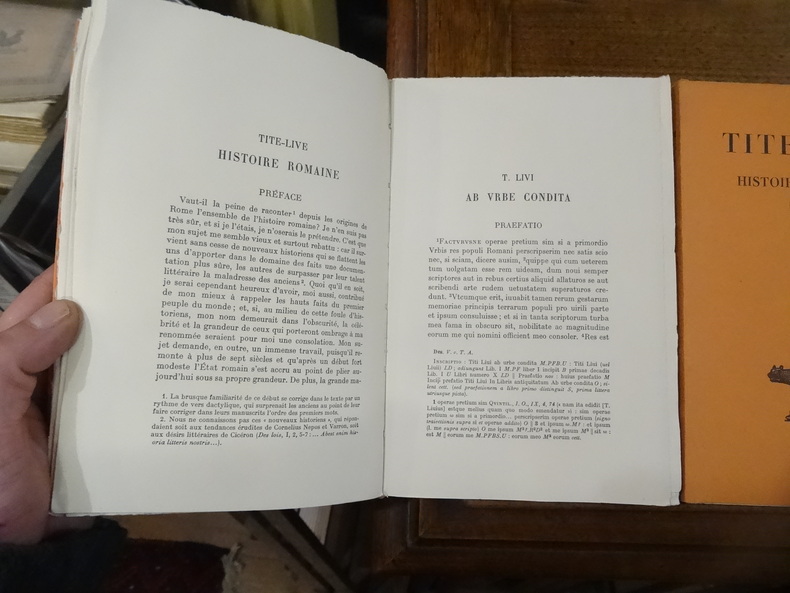 TITE-LIVE
HISTOIRE ROMAINE
PRÉFACE
Vaut-il la peine de raconter¹ depuis les origines de
Rome l'ensemble de l'histoire romaine? Je n'en suis pas
très sûr, et si je l'étais, je n'oserais le prétendre. C'est que
mon sujet me semble vieux et surtout rebattu : car il sur-
vient sans cesse de nouveaux historiens qui se flattent les
uns d'apporter dans le domaine des faits une documen-
tation plus sûre, les autres de surpasser par leur talent
littéraire la maladresse des anciens². Quoi qu'il en soit,
je serai cependant heureux d'avoir, moi aussi, contribué
de mon mieux à rappeler les hauts faits du premier
peuple du monde ; et, si, au milieu de cette foule d'his-
toriens, mon nom demeurait dans l'obscurité, la célé-
brité et la grandeur de ceux qui porteront ombrage à ma
renommée seraient pour moi une consolation. Mon su-
jet demande, en outre, un immense travail, puisqu'il re-
monte à plus de sept siècles et qu'après un début fort
modeste l'État romain s'est accru au point de plier au-
jourd'hui sous sa propre grandeur. De plus, la grande ma-
1. La brusque familiarité de ce début se corrige dans le texte par un
rythme de vers dactylique, qui surprenait les anciens au point de leur
faire corriger dans leurs manuscrits l'ordre des premiers mots.
2. Nous ne connaissons pas ces « nouveaux historiens », qui répon-
daient soit aux tendances érudites de Cornelius Nepos et Varron, soit
aux désirs littéraires de Cicéron (Des lois, I, 2, 5-7 : ... Abest enim his-
oria litteris nostris...).
T. LIVI
AB VRBE CONDITA
PRAEFATIO
¹FACTVRVSNE operae pretium sim si a primordio
Vrbis res populi Romani perscripserim nec satis scio
nec, si sciam, dicere ausim, ²quippe qui cum ueterem
tum uolgatam esse rem uideam, dum noui semper
scriptores aut in rebus certius aliquid allaturos se aut
scribendi arte rudem uetustatem superaturos cre-
dunt. ³Vtcumque erit, iuuabit tamen rerum gestarum
memoriae principis terrarum populi pro uirili parte
et ipsum consuluisse ; et si in tanta scriptorum turba
mea fama in obscuro sit, nobilitate ac magnitudine
eorum me qui nomini officient meo consoler. ⁴Res est
INSCRIPTIO : Titi Liui ab urbe condita
TITE
HISTOI